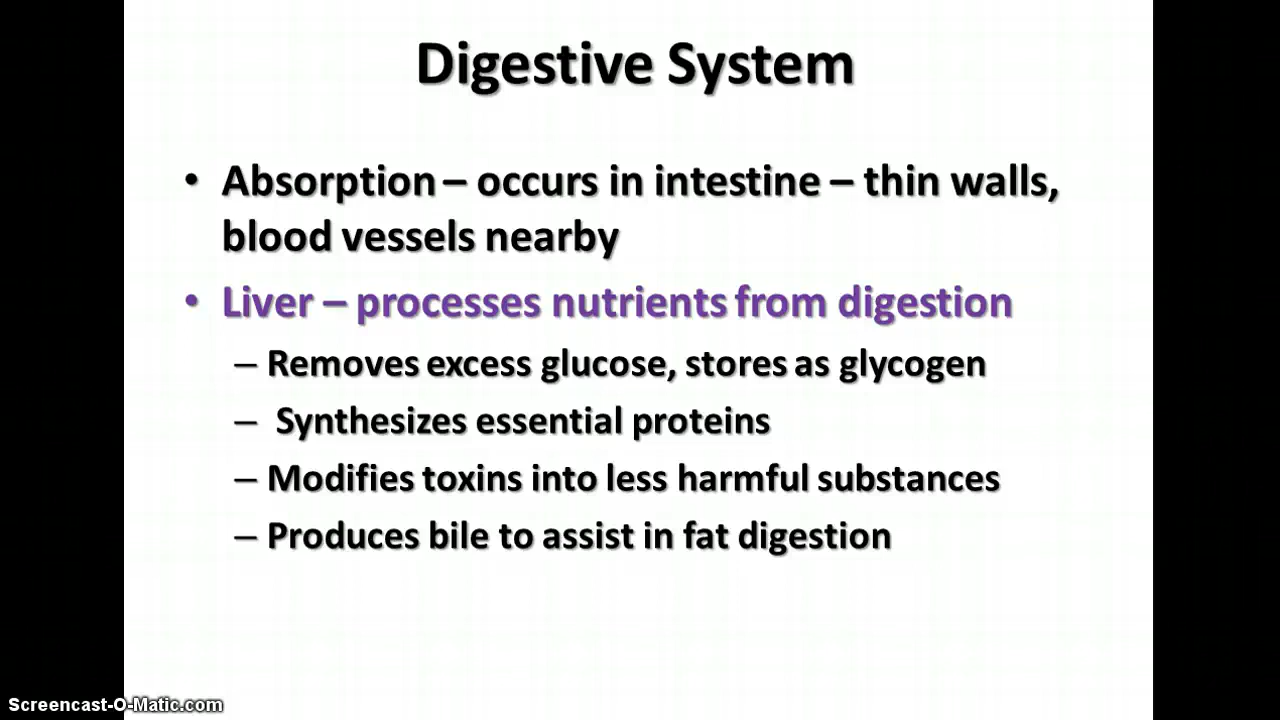 Digestive System
• Absorption – occurs in intestine – thin walls,
blood vessels nearby
• Liver – processes nutrients from digestion
– Removes excess glucose, stores as glycogen
– Synthesizes essential proteins
– Modifies toxins into less harmful substances
– Produces bile to assist in fat digestion
Screencast-O-Matic.com